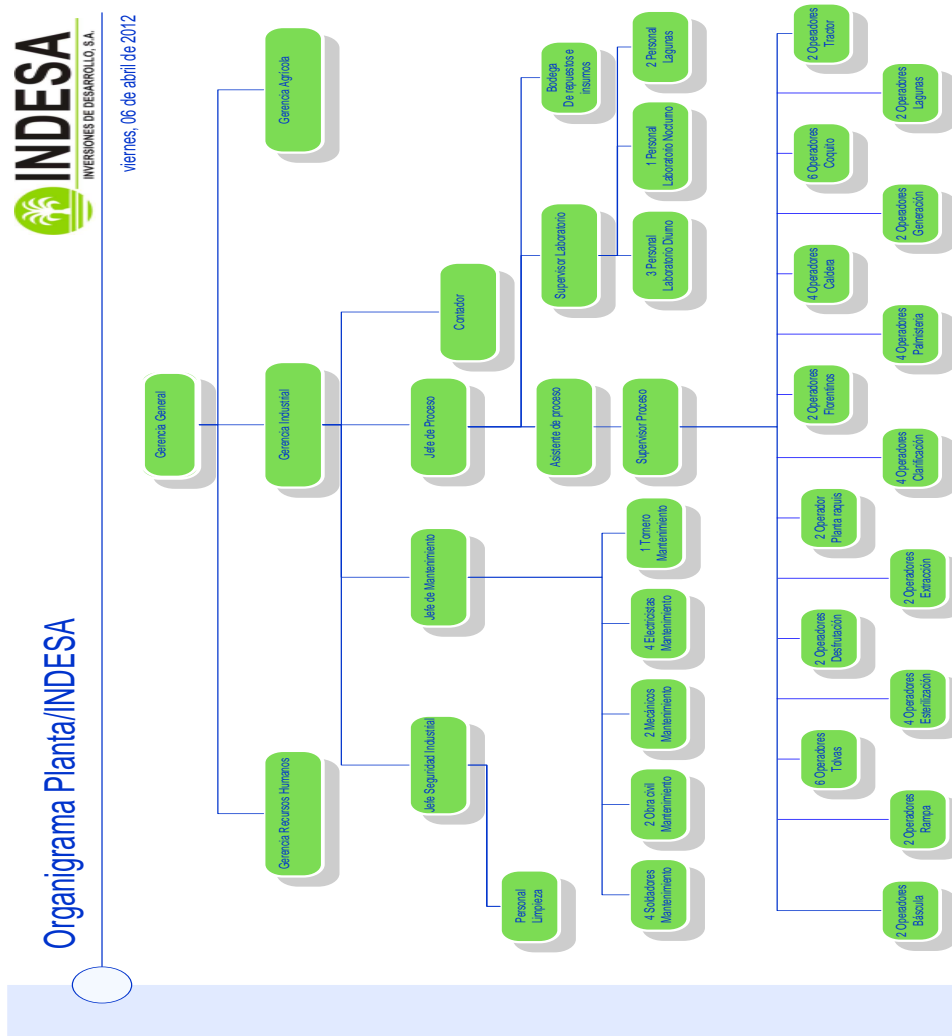 Organigrama Planta/INDESA
INDESA
INVERSIONES DE DESARROLLO, S.A.
viernes, 06 de abril de 2012
Gerencia General
Gerencia Recursos Humanos
Gerencia Industrial
Gerencia Agrícola
Jefe Seguridad Industrial
Jefe de Mantenimiento
Jefe de Proceso
Contador
Personal
Limpieza
Asistente de proceso
Supervisor Laboratorio
Bodega
De repuestos e
insumos
4 Soldadores
Mantenimiento
2 Obra civil
Mantenimiento
2 Mecánicos
Mantenimiento
4 Electricistas
Mantenimiento
1 Tornero
Mantenimiento
Supervisor Proceso
3 Personal
Laboratorio Diurno
1 Personal
Laboratorio Nocturno
2 Personal
Lagunas
6 Operadores
Tolvas
2 Operadores
Desfrutación
2 Operador
Planta raquis
2 Operadores
Florentinos
4 Operadores
Caldera
6 Operadores
Coquito
2 Operadores
Tractor
2 Operadores
Báscula
2 Operadores
Rampa
4 Operadores
Esterilización
2 Operadores
Extracción
4 Operadores
Clarificación
4 Operadores
Palmisteria
2 Operadores
Generación
2 Operadores
Lagunas